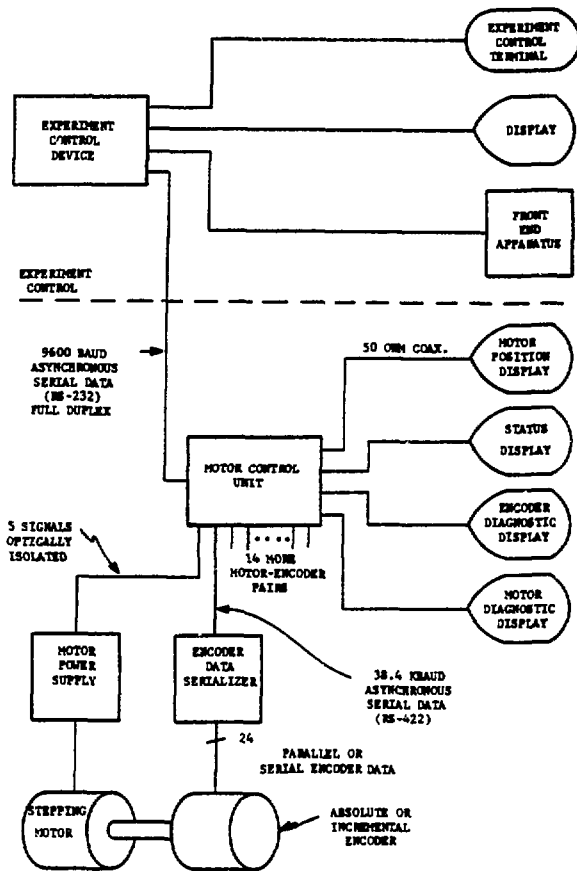 EXPERIMENT
CONTROL
TERMINAL
EXPERIMENT
CONTROL
DEVICE
DISPLAY
FRONT
END
APPARATUS
EXPERIMENT
CONTROL
9600 BAUD
ASYNCHRONOUS
SERIAL DATA
(RS-232)
FULL DUPLEX
50 OHM COAX.
MOTOR
POSITION
DISPLAY
STATUS
DISPLAY
MOTOR CONTROL
UNIT
ENCODER
DIAGNOSTIC
DISPLAY
5 SIGNALS
OPTICALLY
ISOLATED
14 MORE
MOTOR-ENCODER
PAIRS
MOTOR
DIAGNOSTIC
DISPLAY
MOTOR
POWER
SUPPLY
ENCODER
DATA
SERIALIZER
38.4 KBAUD
ASYNCHRONOUS
SERIAL DATA
(RS-422)
24
PARALLEL OR
SERIAL ENCODER DATA
STEPPING
MOTOR
ABSOLUTE OR
INCREMENTAL
ENCODER